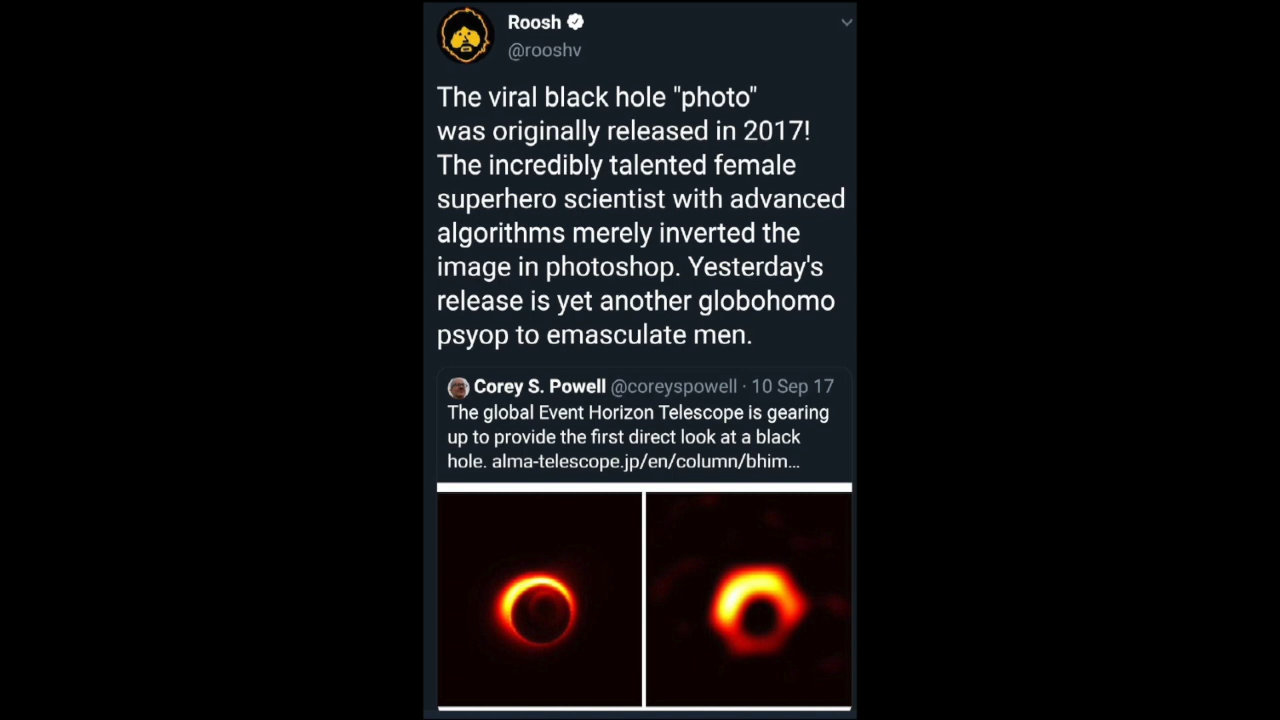 Roosh
@rooshv
The viral black hole "photo"
was originally released in 2017!
The incredibly talented female
superhero scientist with advanced
algorithms merely inverted the
image in photoshop. Yesterday's
release is yet another globohomo
psyop to emasculate men.
Corey S. Powell @coreyspowell · 10 Sep 17
The global Event Horizon Telescope is gearing
up to provide the first direct look at a black
hole. alma-telescope.jp/en/column/bhim...